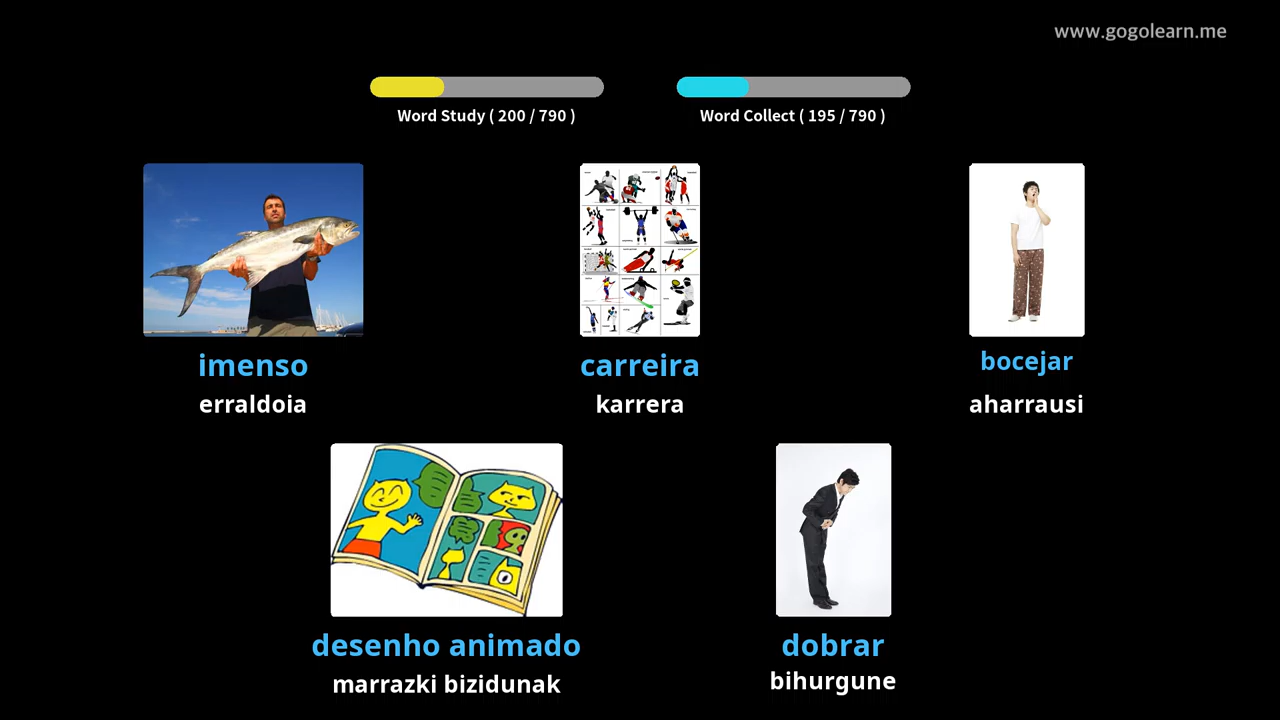 www.gogolearn.me
Word Study ( 200 / 790 )
Word Collect ( 195 / 790 )
imenso
erraldoia
carreira
karrera
bocejar
aharrausi
desenho animado
marrazki bizidunak
dobrar
bihurgune